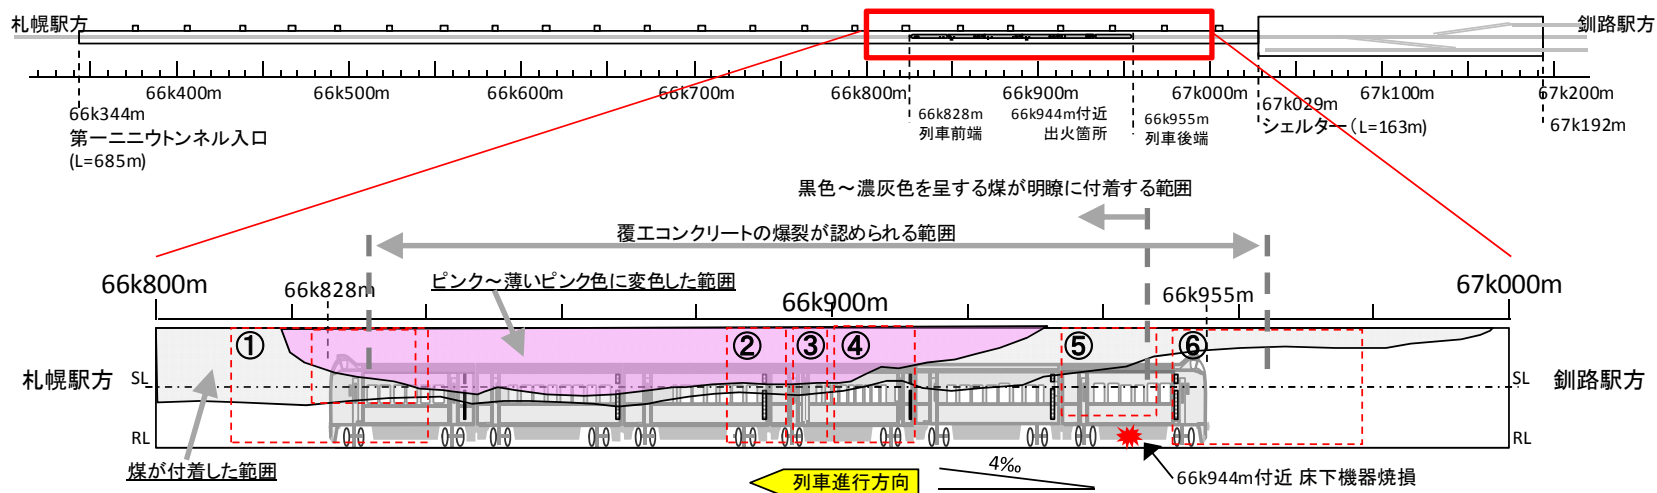 札幌駅方
釧路駅方
66k400m
66k500m
66k600m
66k700m
66k800m
66k900m
67k000m
67k100m
67k200m
66k344m
第一ニニウトンネル入口
(L=685m)
66k828m
列車前端
66k944m付近
出火箇所
66k955m
列車後端
67k029m
シェルター(L=163m)
67k192m
黒色～濃灰色を呈する煤が明瞭に付着する範囲
覆工コンクリートの爆裂が認められる範囲
ピンク～薄いピンク色に変色した範囲
66k800m
66k828m
66k900m
66k955m
67k000m
① ② ③ ④ ⑤ ⑥
札幌駅方
SL
SL
釧路駅方
RL
RL
煤が付着した範囲
列車進行方向
4‰
66k944m付近 床下機器焼損